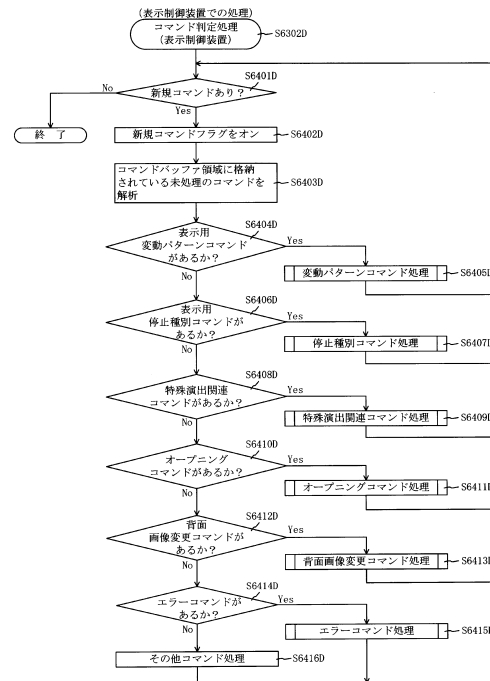 (表示制御装置での処理)
コマンド判定処理
(表示制御装置)
S6302D
S6401D
新規コマンドあり？
No
Yes
終 了
新規コマンドフラグをオン
S6402D
コマンドバッファ領域に格納
されている未処理のコマンドを
解析
S6403D
S6404D
表示用
変動パターンコマンド
があるか？
Yes
No
変動パターンコマンド処理
S6405D
S6406D
表示用
停止種別コマンドが
あるか？
Yes
No
停止種別コマンド処理
S6407D
S6408D
特殊演出関連
コマンドがあるか？
Yes
No
特殊演出関連コマンド処理
S6409D
S6410D
オープニング
コマンドがあるか？
Yes
No
オープニングコマンド処理
S6411D
S6412D
背面
画像変更コマンドが
あるか？
Yes
No
背面画像変更コマンド処理
S6413D
S6414D
エラーコマンドが
あるか？
Yes
No
エラーコマンド処理
S6415D
その他コマンド処理
S6416D